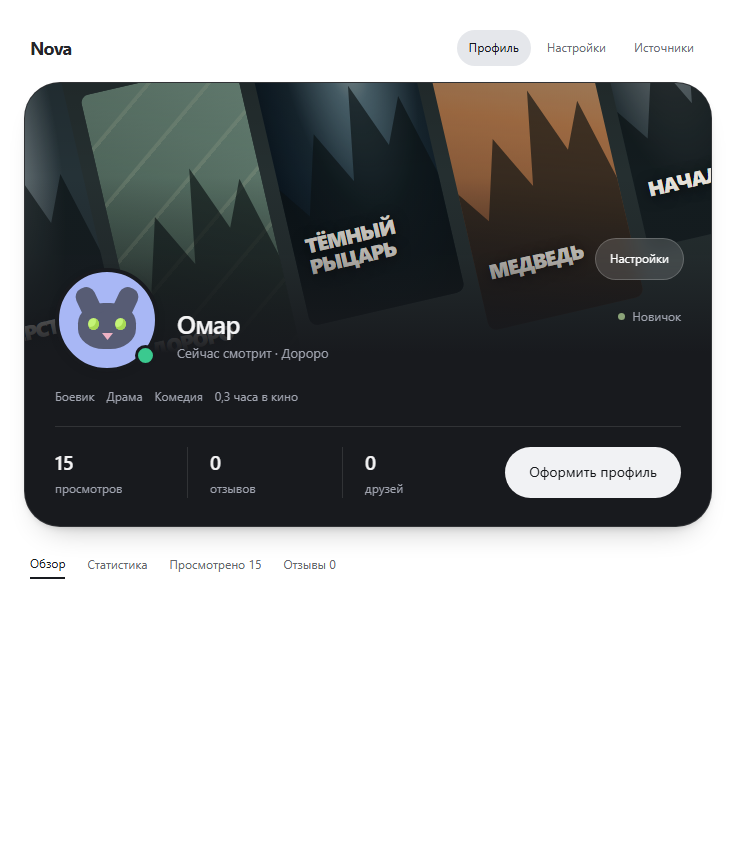 Nova
Профиль
Настройки
Источники
НАЧАЛ
ТЁМНЫЙ
РЫЦАРЬ
МЕДВЕДЬ
Настройки
Новичок
Омар
Сейчас смотрит · Дороро
Боевик Драма Комедия 0,3 часа в кино
15
просмотров
0
отзывов
0
друзей
Оформить профиль
Обзор
Статистика
Просмотрено 15
Отзывы 0